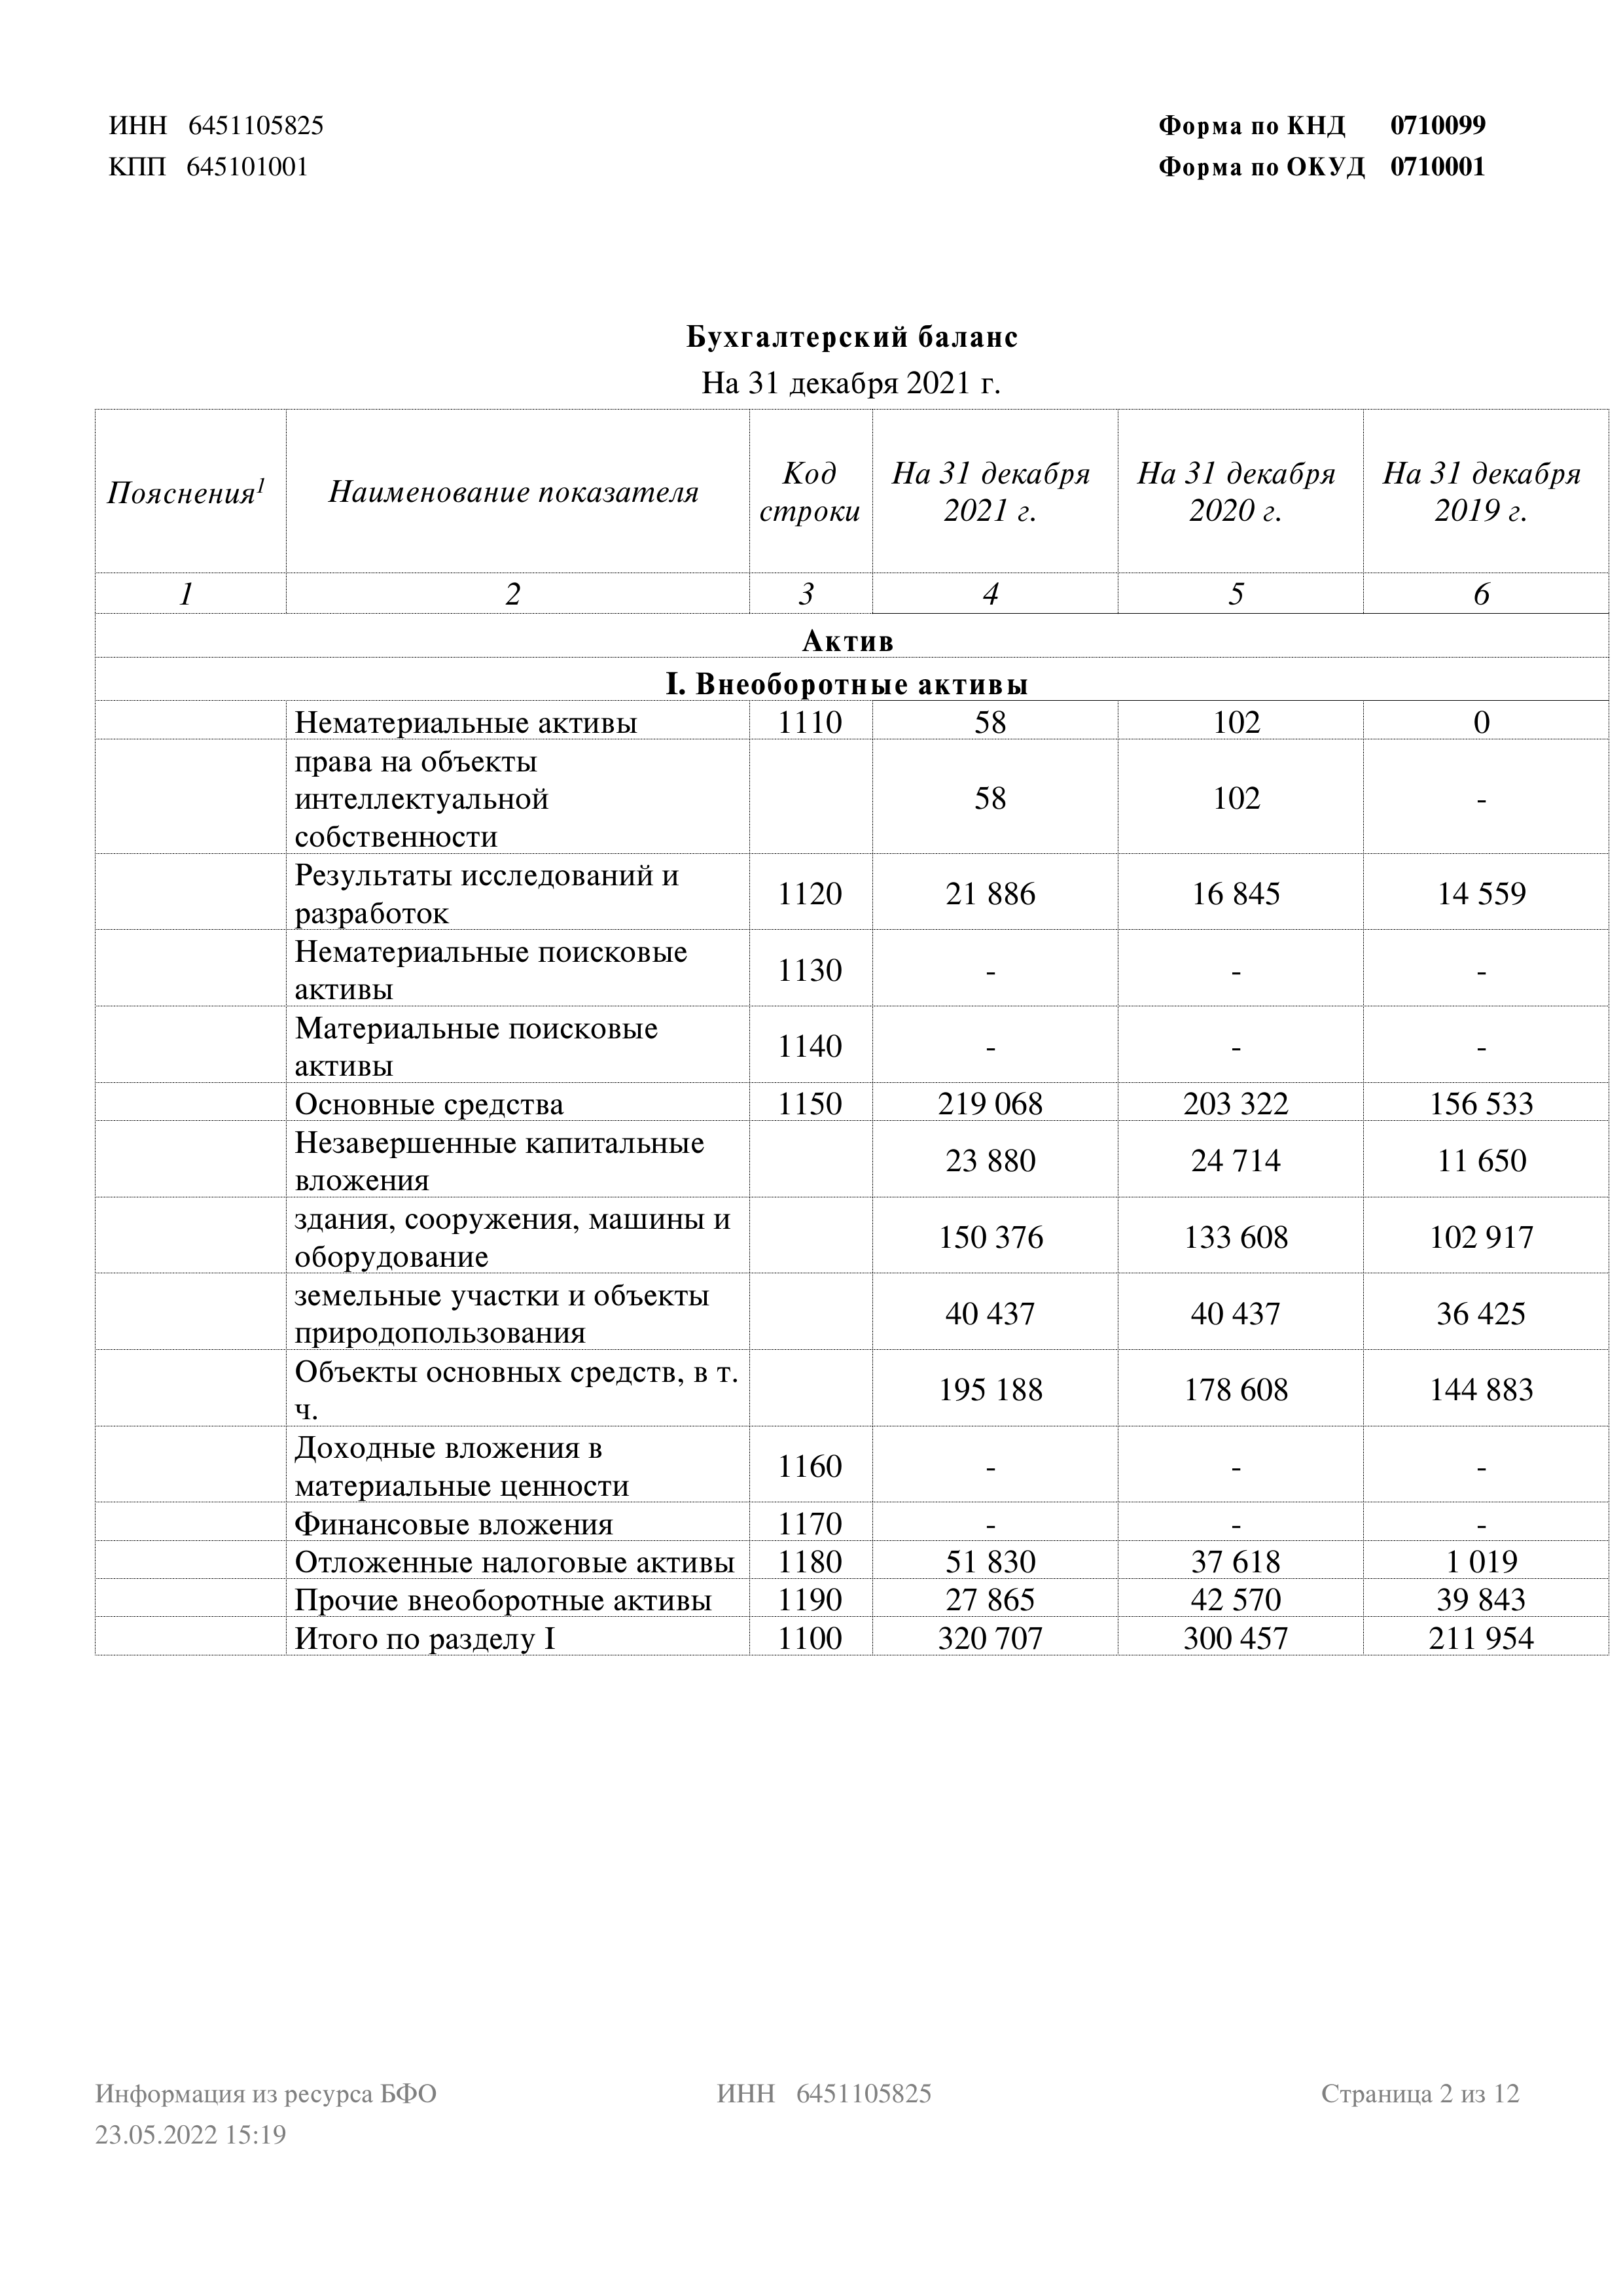 ИНН 6451105825
КПП 645101001
Форма по КНД 0710099
Форма по ОКУД 0710001
Бухгалтерский баланс
На 31 декабря 2021 г.
Пояснения1 Наименование показателя Код строки На 31 декабря 2021 г. На 31 декабря 2020 г. На 31 декабря 2019 г.
1 2 3 4 5 6
Актив
I. Внеоборотные активы
Нематериальные активы 1110 58 102 0
права на объекты
интеллектуальной
собственности
58 102 -
Результаты исследований и
разработок
1120 21 886 16 845 14 559
Нематериальные поисковые
активы
1130 - - -
Материальные поисковые
активы
1140 - - -
Основные средства 1150 219 068 203 322 156 533
Незавершенные капитальные
вложения
23 880 24 714 11 650
здания, сооружения, машины и
оборудование
150 376 133 608 102 917
земельные участки и объекты
природопользования
40 437 40 437 36 425
Объекты основных средств, в т.
ч.
195 188 178 608 144 883
Доходные вложения в
материальные ценности
1160 - - -
Финансовые вложения 1170 - - -
Отложенные налоговые активы 1180 51 830 37 618 1 019
Прочие внеоборотные активы 1190 27 865 42 570 39 843
Итого по разделу I 1100 320 707 300 457 211 954
Информация из ресурса БФО ИНН 6451105825 Страница 2 из 12
23.05.2022 15:19